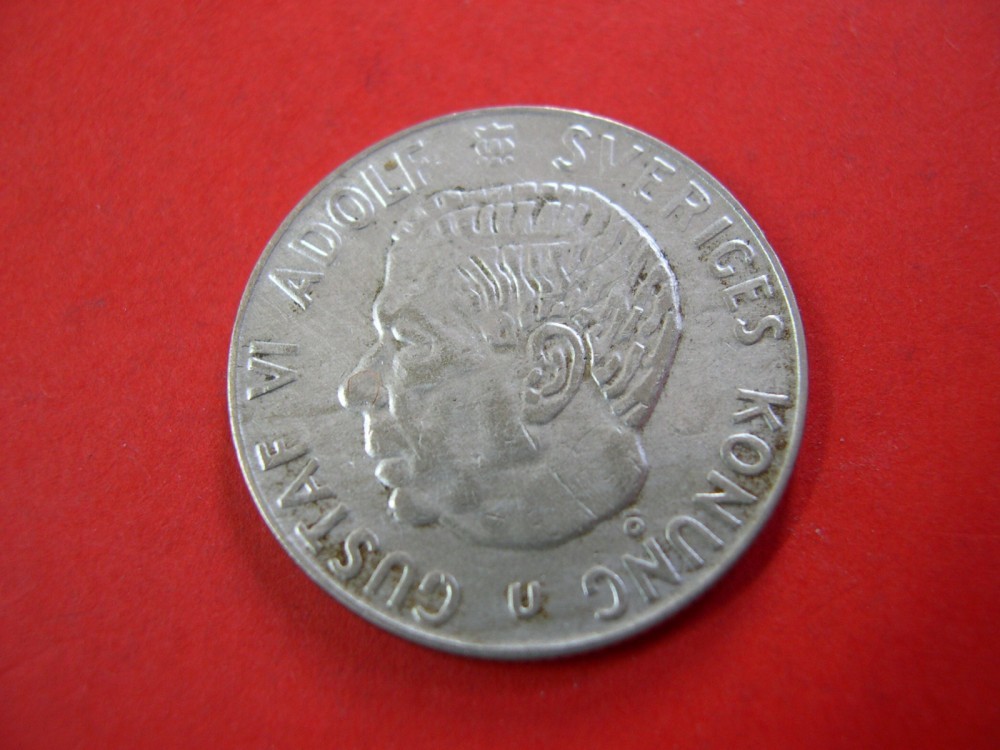 GUSTAF VI ADOLF
SVERIGES KONUNG
U